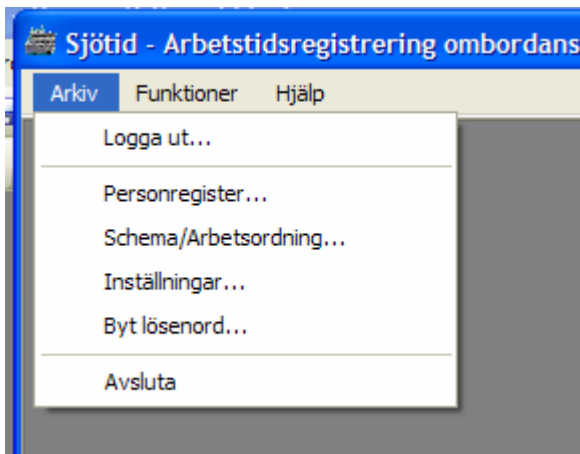 Sjötid - Arbetstidsregistrering ombordans
Arkiv Funktioner Hjälp
Logga ut...
Personregister...
Schema/Arbetsordning...
Inställningar...
Byt lösenord...
Avsluta